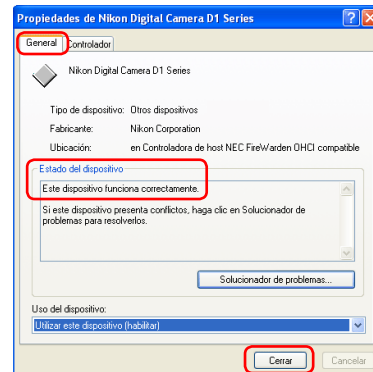 Propiedades de Nikon Digital Camera D1 Series
General
Controlador
Nikon Digital Camera D1 Series
Tipo de dispositivo: Otros dispositivos
Fabricante: Nikon Corporation
Ubicación: en Controladora de host NEC FireWarden OHCI compatible
Estado del dispositivo
Este dispositivo funciona correctamente.
Si este dispositivo presenta conflictos, haga clic en Solucionador de
problemas para resolverlos.
Solucionador de problemas...
Uso del dispositivo:
Utilizar este dispositivo (habilitar)
Cerrar
Cancelar